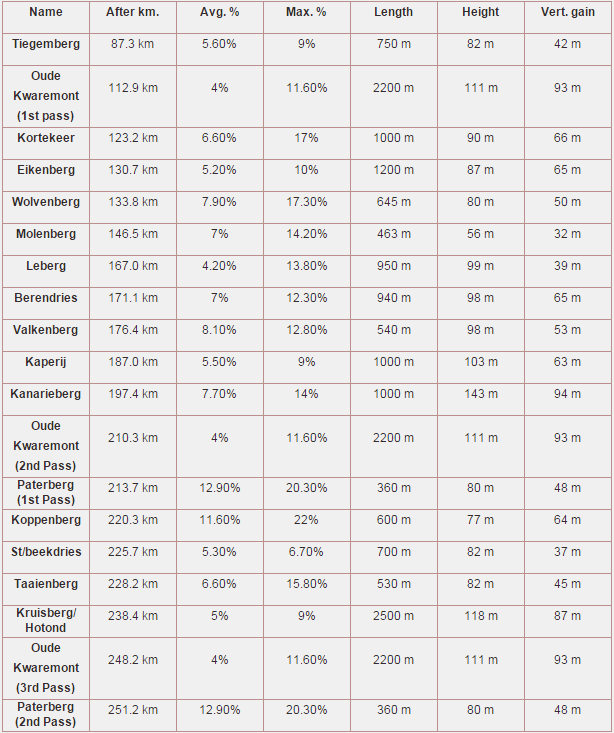 Name After km. Avg. % Max. % Length Height Vert. gain
Tiegemberg 87.3 km 5.60% 9% 750 m 82 m 42 m
Oude
Kwaremont
(1st pass) 112.9 km 4% 11.60% 2200 m 111 m 93 m
Kortekeer 123.2 km 6.60% 17% 1000 m 90 m 66 m
Eikenberg 130.7 km 5.20% 10% 1200 m 87 m 65 m
Wolvenberg 133.8 km 7.90% 17.30% 645 m 80 m 50 m
Molenberg 146.5 km 7% 14.20% 463 m 56 m 32 m
Leberg 167.0 km 4.20% 13.80% 950 m 99 m 39 m
Berendries 171.1 km 7% 12.30% 940 m 98 m 65 m
Valkenberg 176.4 km 8.10% 12.80% 540 m 98 m 53 m
Kaperij 187.0 km 5.50% 9% 1000 m 103 m 63 m
Kanarieberg 197.4 km 7.70% 14% 1000 m 143 m 94 m
Oude
Kwaremont
(2nd Pass) 210.3 km 4% 11.60% 2200 m 111 m 93 m
Paterberg
(1st Pass) 213.7 km 12.90% 20.30% 360 m 80 m 48 m
Koppenberg 220.3 km 11.60% 22% 600 m 77 m 64 m
St/beekdries 225.7 km 5.30% 6.70% 700 m 82 m 37 m
Taaienberg 228.2 km 6.60% 15.80% 530 m 82 m 45 m
Kruisberg/
Hotond 238.4 km 5% 9% 2500 m 118 m 87 m
Oude
Kwaremont
(3rd Pass) 248.2 km 4% 11.60% 2200 m 111 m 93 m
Paterberg
(2nd Pass) 251.2 km 12.90% 20.30% 360 m 80 m 48 m